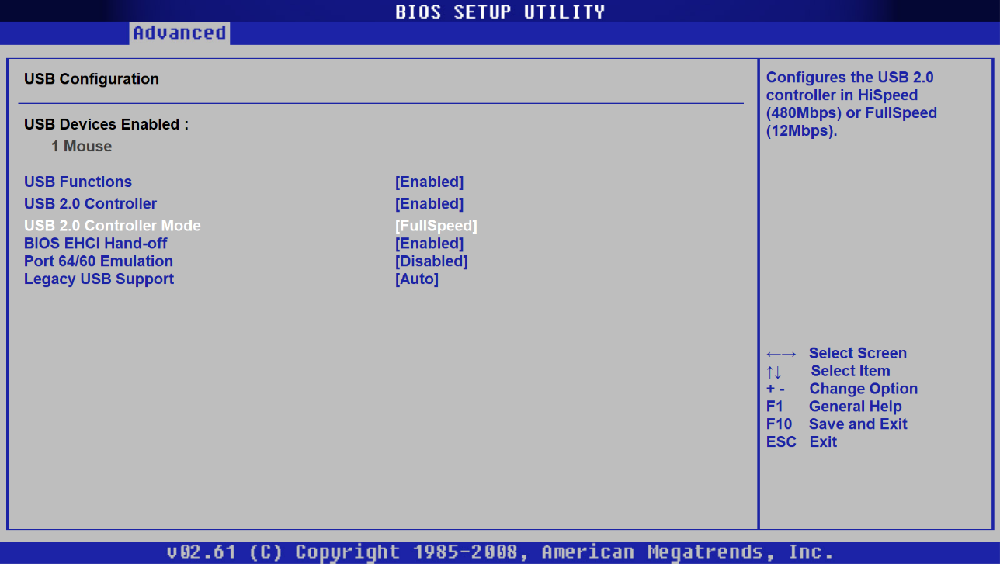 BIOS SETUP UTILITY
Advanced
USB Configuration
USB Devices Enabled :
1 Mouse
USB Functions [Enabled]
USB 2.0 Controller [Enabled]
USB 2.0 Controller Mode [FullSpeed]
BIOS EHCI Hand-off [Enabled]
Port 64/60 Emulation [Disabled]
Legacy USB Support [Auto]
Configures the USB 2.0
controller in HiSpeed
(480Mbps) or FullSpeed
(12Mbps).
←→ Select Screen
↑↓ Select Item
+ - Change Option
F1 General Help
F10 Save and Exit
ESC Exit
v02.61 (C) Copyright 1985-2008, American Megatrends, Inc.